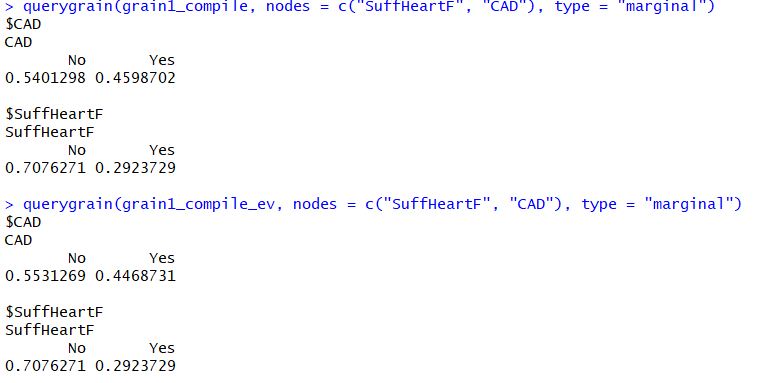 > querygrain(grain1_compile, nodes = c("SuffHeartF", "CAD"), type = "marginal")
$CAD
CAD
       No       Yes
0.5401298 0.4598702

$SuffHeartF
SuffHeartF
       No       Yes
0.7076271 0.2923729

> querygrain(grain1_compile_ev, nodes = c("SuffHeartF", "CAD"), type = "marginal")
$CAD
CAD
       No       Yes
0.5531269 0.4468731

$SuffHeartF
SuffHeartF
       No       Yes
0.7076271 0.2923729